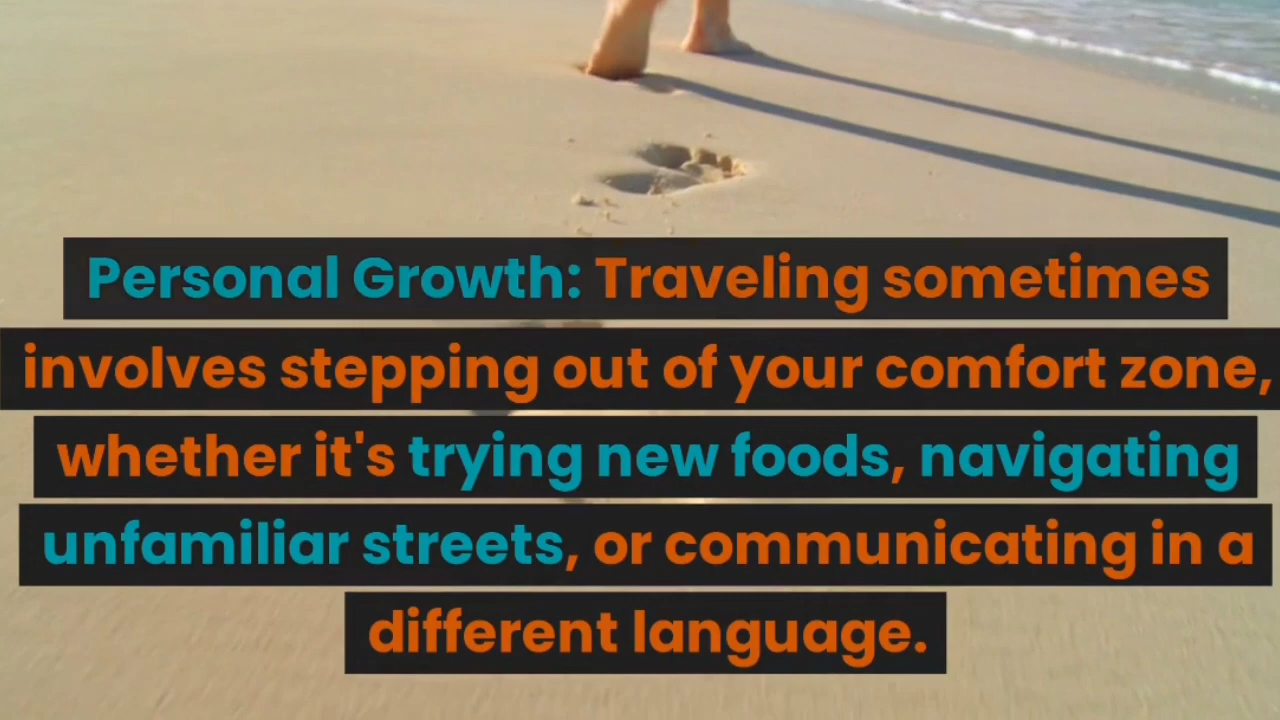 Personal Growth: Traveling sometimes
involves stepping out of your comfort zone,
whether it's trying new foods, navigating
unfamiliar streets, or communicating in a
different language.